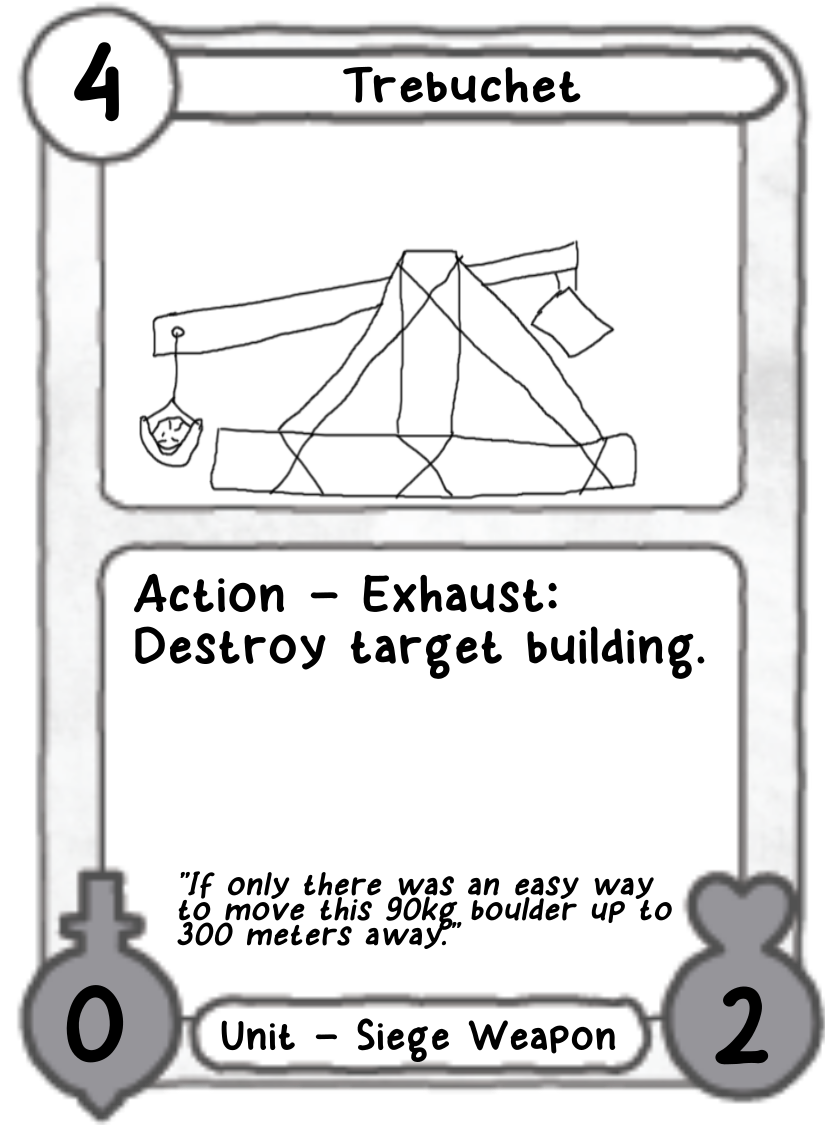 4
Trebuchet
Action - Exhaust:
Destroy target building.
"If only there was an easy way
to move this 90kg boulder up to
300 meters away."
0
Unit - Siege Weapon
2